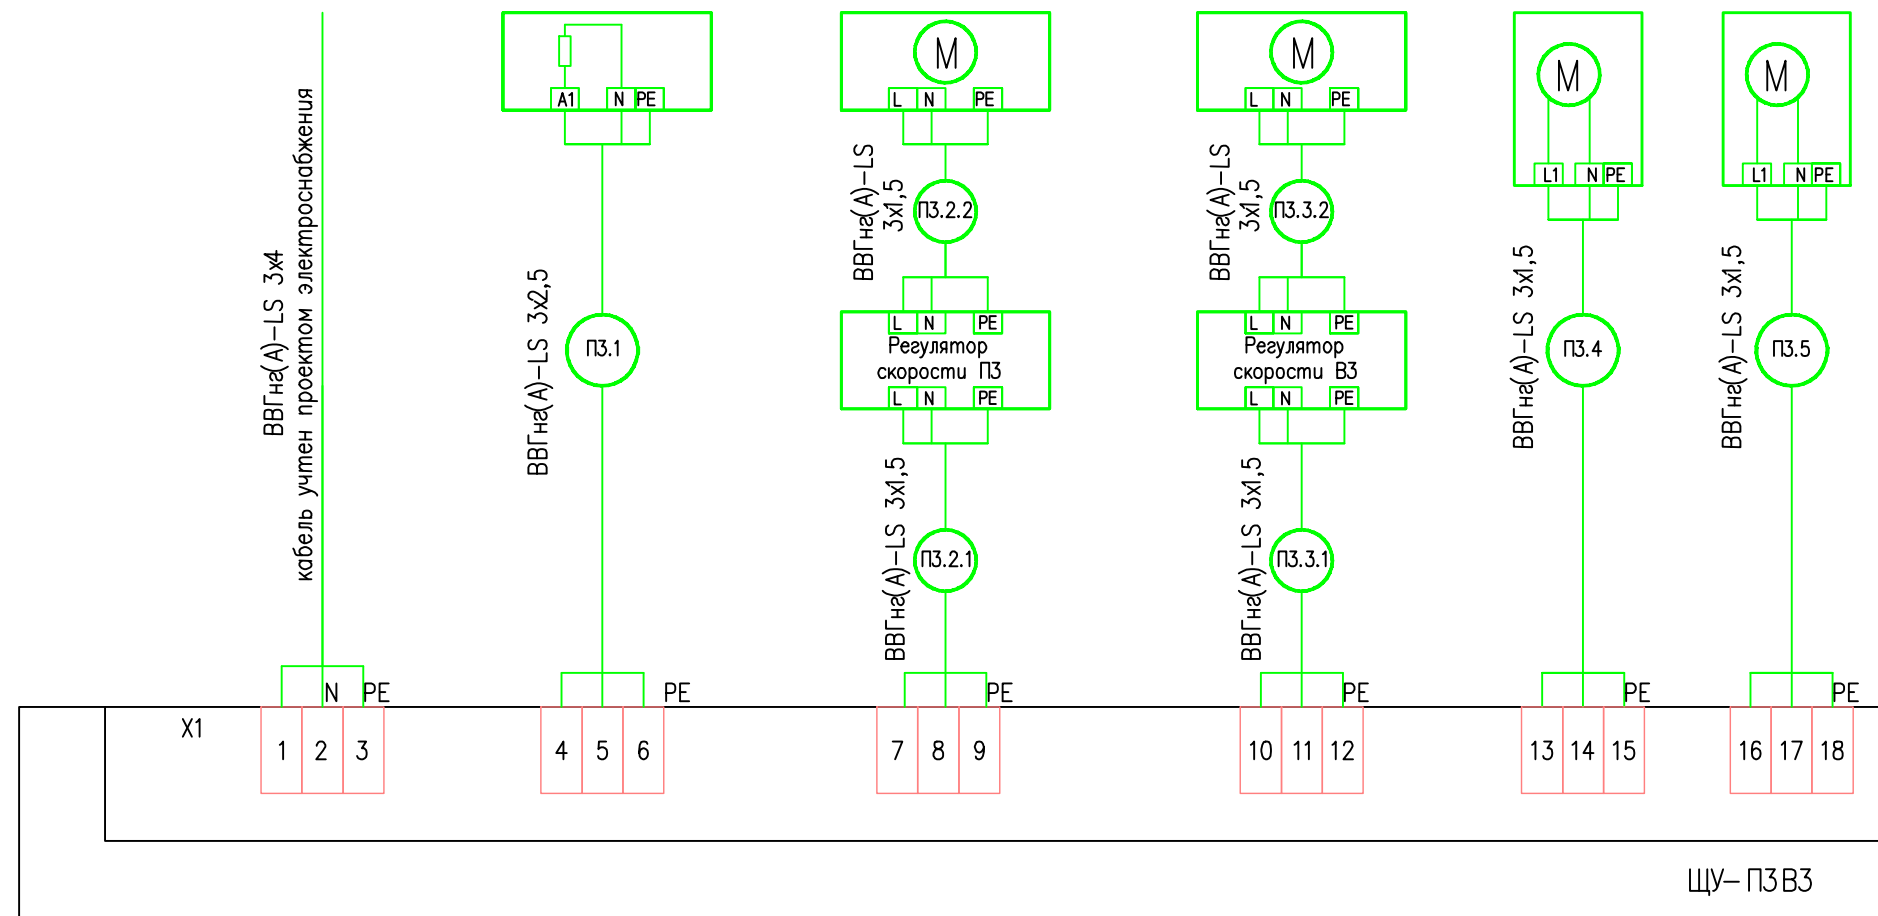 M
M
M
M
A1 N PE
L N PE
L N PE
L1 N PE
L1 N PE
ВВГнг(А)-LS 3х4
кабель учтен проектом электроснабжения
ВВГнг(А)-LS 3х2,5
П3.1
ВВГнг(А)-LS
3х1,5
П3.2.2
L N PE
Регулятор
скорости П3
L N PE
ВВГнг(А)-LS 3х1,5
П3.2.1
ВВГнг(А)-LS
3х1,5
П3.3.2
L N PE
Регулятор
скорости В3
L N PE
ВВГнг(А)-LS 3х1,5
П3.3.1
ВВГнг(А)-LS 3х1,5
П3.4
ВВГнг(А)-LS 3х1,5
П3.5
N PE
PE
PE
PE
PE
PE
X1
1 2 3
4 5 6
7 8 9
10 11 12
13 14 15
16 17 18
ЩУ-П3В3